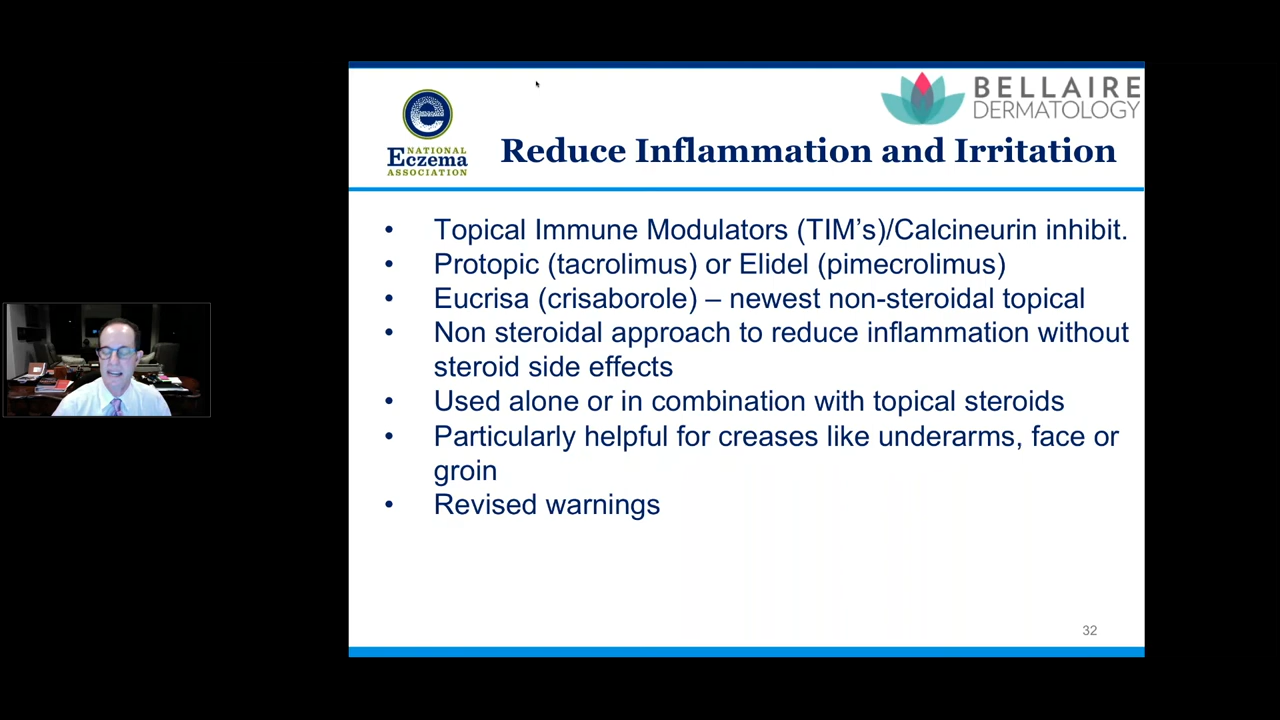 BELLAIRE
DERMATOLOGY
e
NATIONAL
Eczema
ASSOCIATION
Reduce Inflammation and Irritation
• Topical Immune Modulators (TIM’s)/Calcineurin inhibit.
• Protopic (tacrolimus) or Elidel (pimecrolimus)
• Eucrisa (crisaborole) – newest non-steroidal topical
• Non steroidal approach to reduce inflammation without
steroid side effects
• Used alone or in combination with topical steroids
• Particularly helpful for creases like underarms, face or
groin
• Revised warnings
32